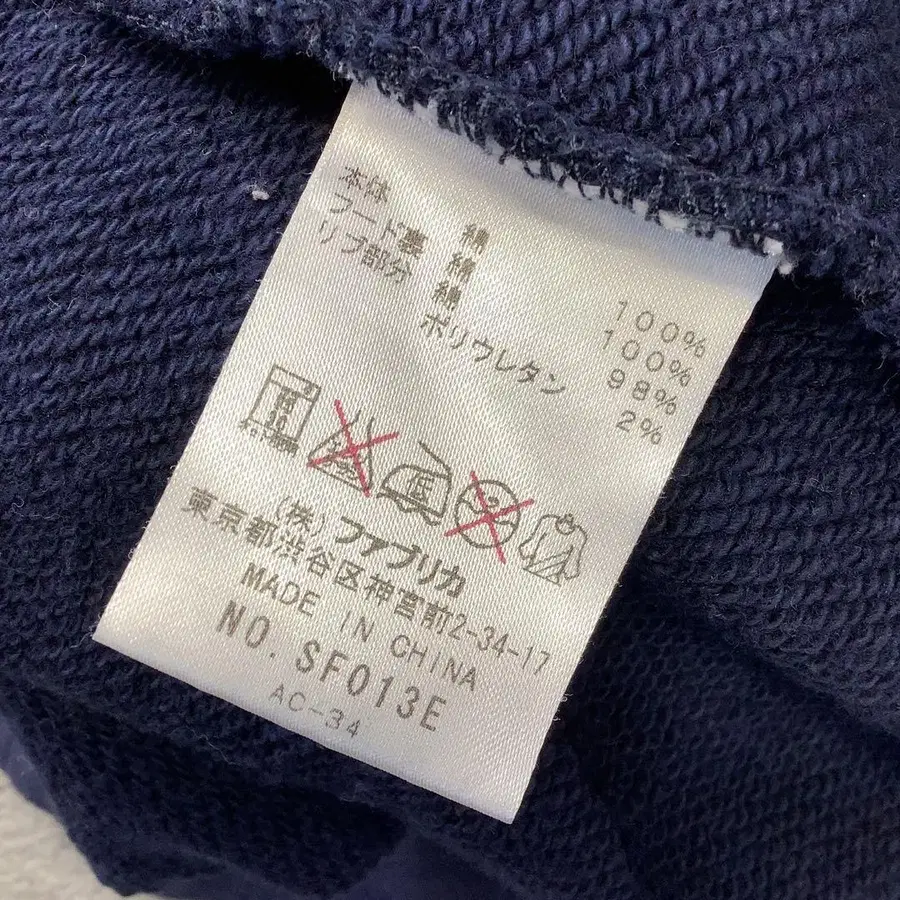 本体 綿 100%
フード裏 綿 100%
リブ部分 綿 98%
ポリウレタン 2%
低
(株)ファブリカ
東京都渋谷区神宮前2-34-17
MADE IN CHINA
NO. SF013E
AC-34